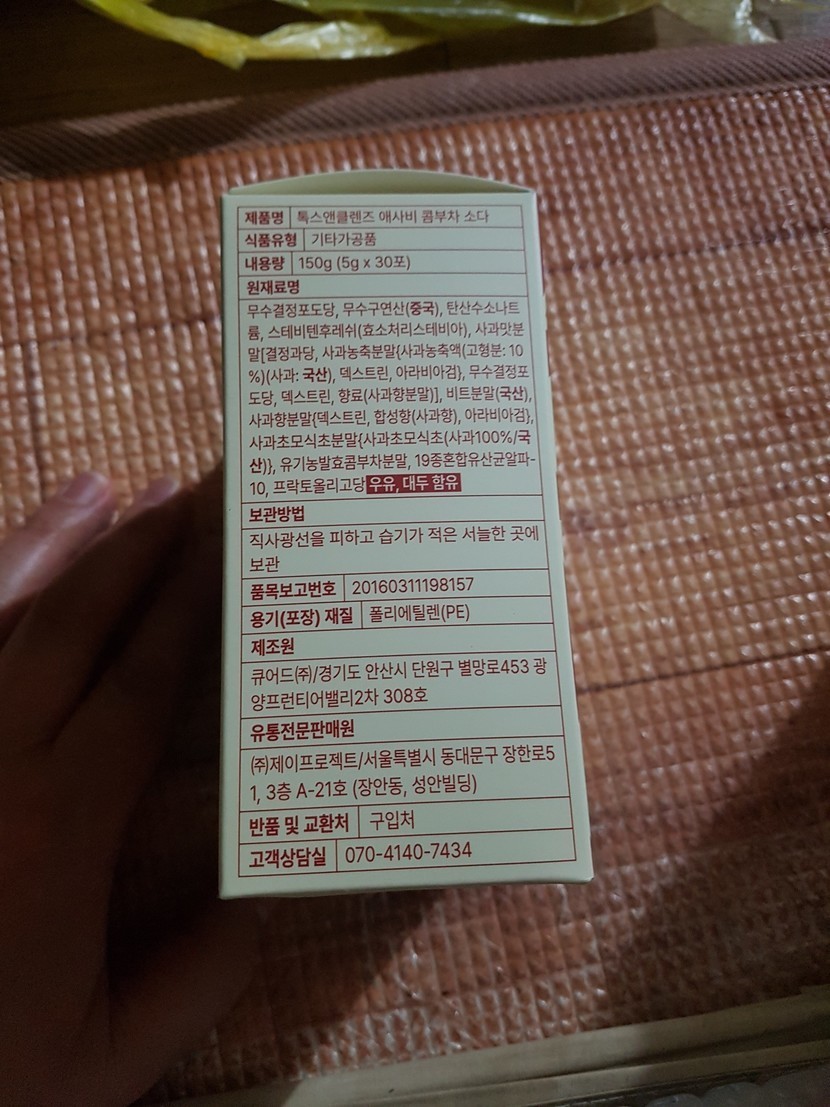 제품명 톡스앤클렌즈 애사비 콤부차 소다
식품유형 기타가공품
내용량 150g (5g x 30포)
원재료명
무수결정포도당, 무수구연산(중국), 탄산수소나트
륨, 스테비텐후레쉬(효소처리스테비아), 사과맛분
말[결정과당, 사과농축분말{사과농축액(고형분: 10
%)(사과: 국산), 덱스트린, 아라비아검}, 무수결정포
도당, 덱스트린, 향료(사과향분말)], 비트분말(국산),
사과향분말{덱스트린, 합성향(사과향), 아라비아검},
사과초모식초분말{사과초모식초(사과100%/국
산)}, 유기농발효콤부차분말, 19종혼합유산균알파-
10, 프락토올리고당 우유, 대두 함유
보관방법
직사광선을 피하고 습기가 적은 서늘한 곳에
보관
품목보고번호 20160311198157
용기(포장) 재질 폴리에틸렌(PE)
제조원
큐어드㈜/경기도 안산시 단원구 별망로453 광
양프런티어밸리2차 308호
유통전문판매원
㈜제이프로젝트/서울특별시 동대문구 장한로5
1, 3층 A-21호 (장안동, 성안빌딩)
반품 및 교환처 구입처
고객상담실 070-4140-7434